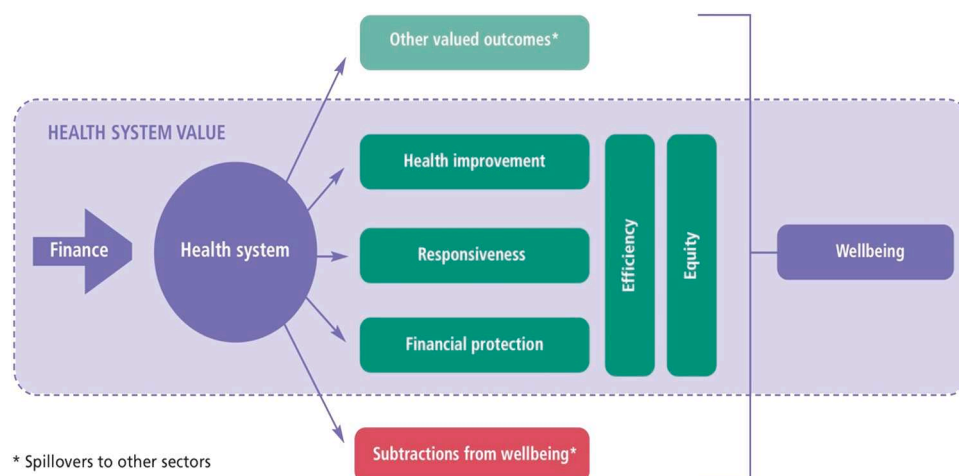 Other valued outcomes*
HEALTH SYSTEM VALUE
Finance
Health system
Health improvement
Responsiveness
Financial protection
Efficiency
Equity
Wellbeing
Subtractions from wellbeing*
* Spillovers to other sectors